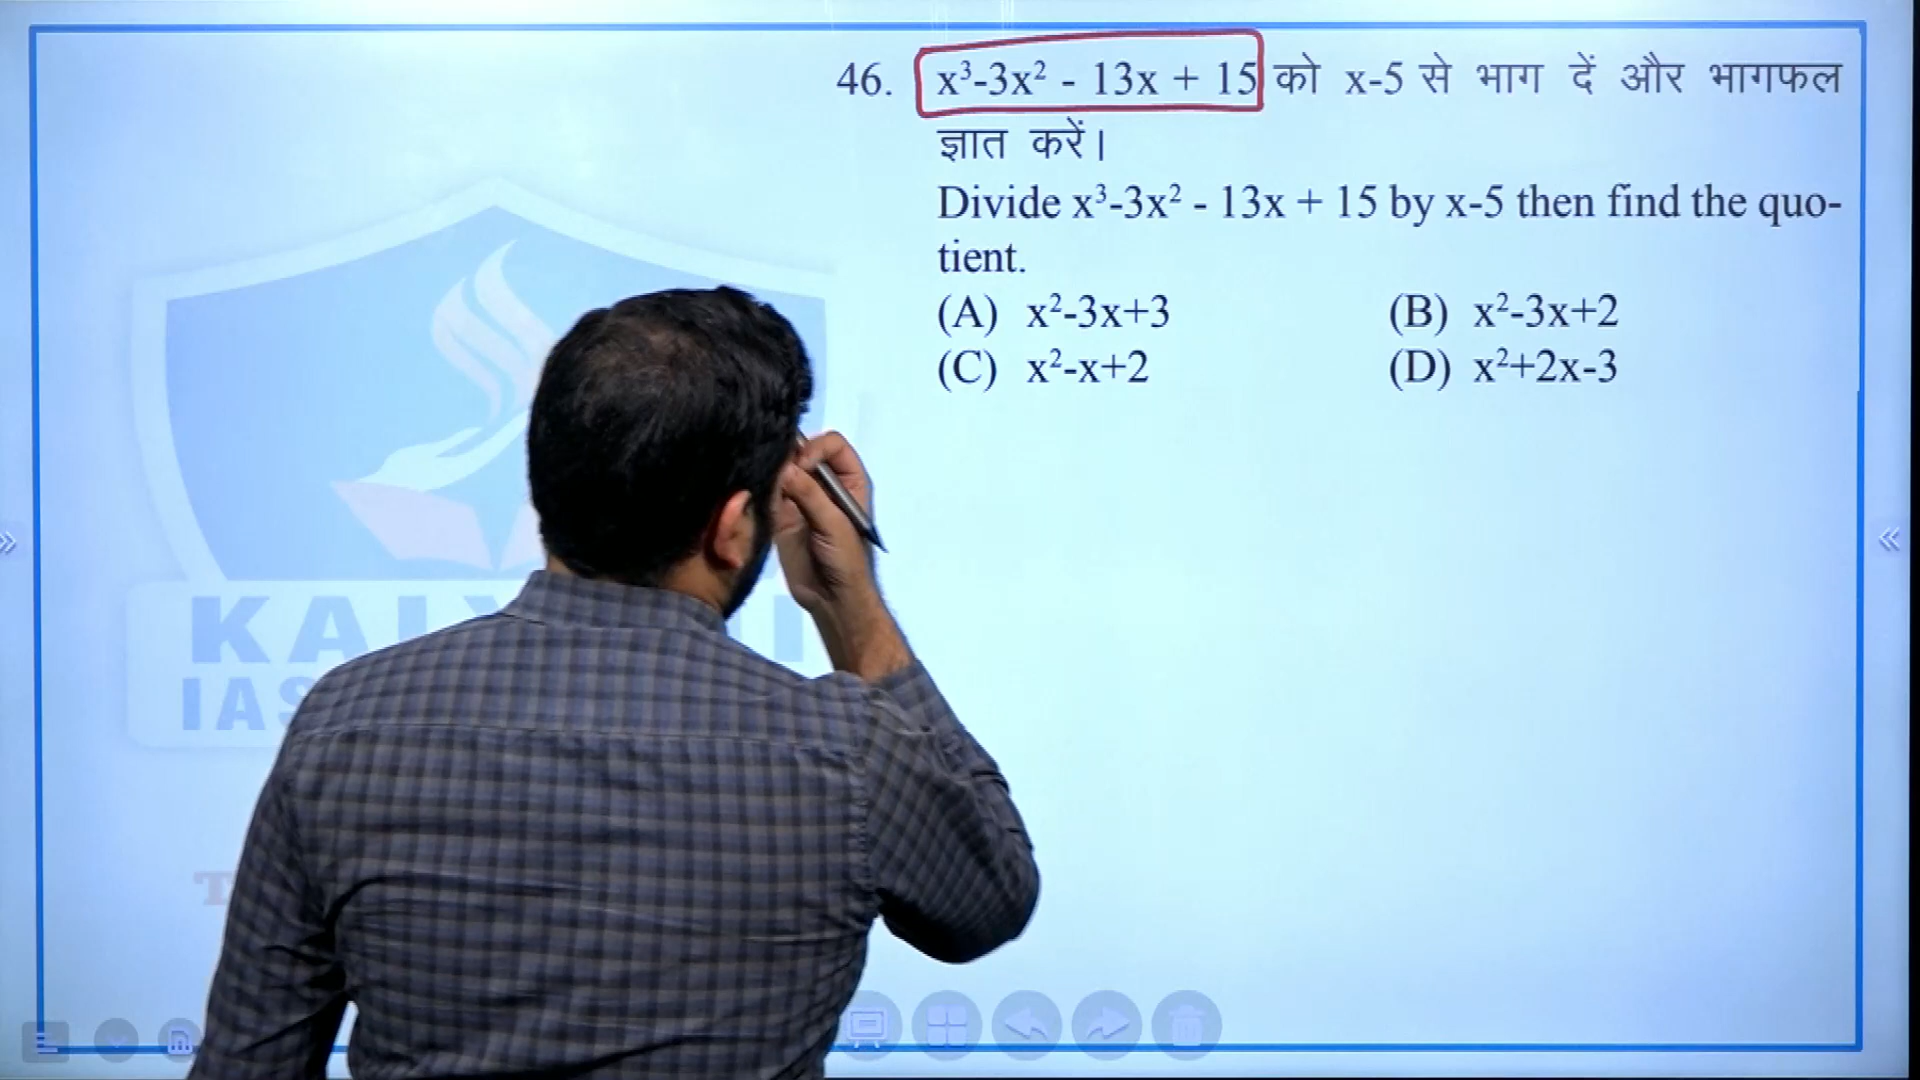 46. x³-3x² - 13x + 15 को x-5 से भाग दें और भागफल
ज्ञात करें।
Divide x³-3x² - 13x + 15 by x-5 then find the quo-
tient.
(A) x²-3x+3 (B) x²-3x+2
(C) x²-x+2 (D) x²+2x-3
IAS